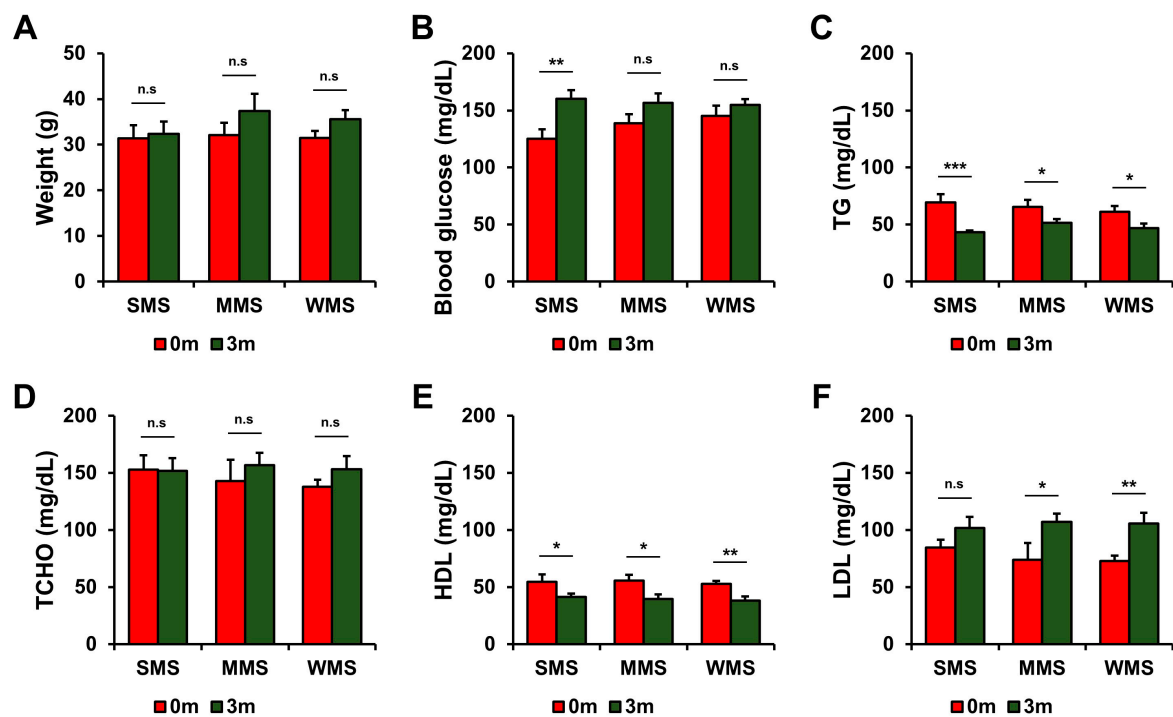 A
Weight (g)
50
40
30
20
10
0
n.s
n.s
n.s
SMS MMS WMS
0m 3m
B
Blood glucose (mg/dL)
200
150
100
50
0
**
n.s
n.s
SMS MMS WMS
0m 3m
C
TG (mg/dL)
200
150
100
50
0
***
*
*
SMS MMS WMS
0m 3m
D
TCHO (mg/dL)
200
150
100
50
0
n.s
n.s
n.s
SMS MMS WMS
0m 3m
E
HDL (mg/dL)
200
150
100
50
0
*
*
**
SMS MMS WMS
0m 3m
F
LDL (mg/dL)
200
150
100
50
0
n.s
*
**
SMS MMS WMS
0m 3m